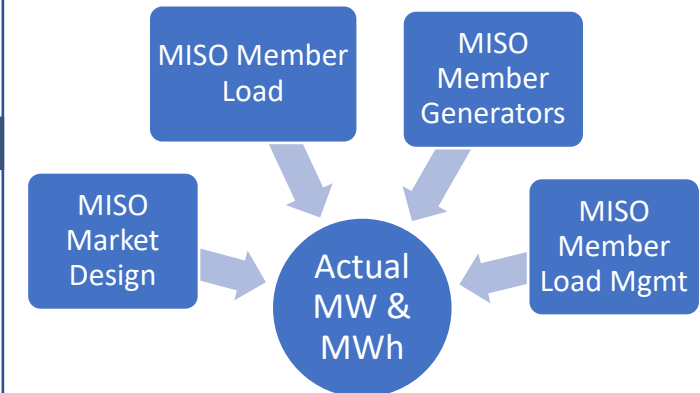 MISO Member
Load
MISO
Member
Generators
MISO
Market
Design
MISO
Member
Load Mgmt
Actual
MW &
MWh